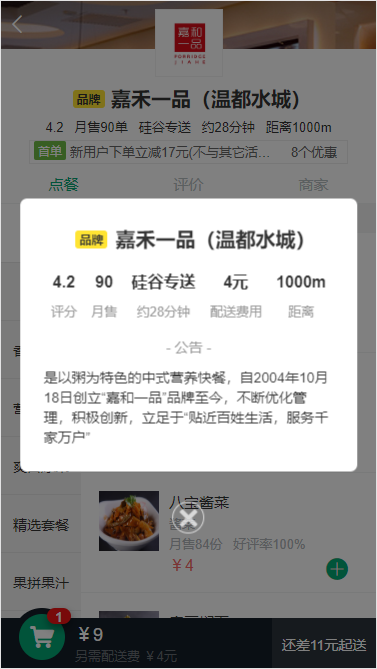 嘉和
一品
PORRIDGE
JIAHE
品牌 嘉禾一品（温都水城）
4.2 月售90单 硅谷专送 约28分钟 距离1000m
首单 新用户下单立减17元(不与其它活... 8个优惠
点餐 评价 商家
品牌 嘉禾一品（温都水城）
4.2 90 硅谷专送 4元 1000m
评分 月售 约28分钟 配送费用 距离
- 公告 -
是以粥为特色的中式营养快餐，自2004年10月
18日创立“嘉和一品”品牌至今，不断优化管
理，积极创新，立足于“贴近百姓生活，服务千
家万户”
八宝酱菜
月售84份 好评率100%
￥4
精选套餐
果拼果汁
1
￥9
另需配送费 ￥4元
还差11元起送